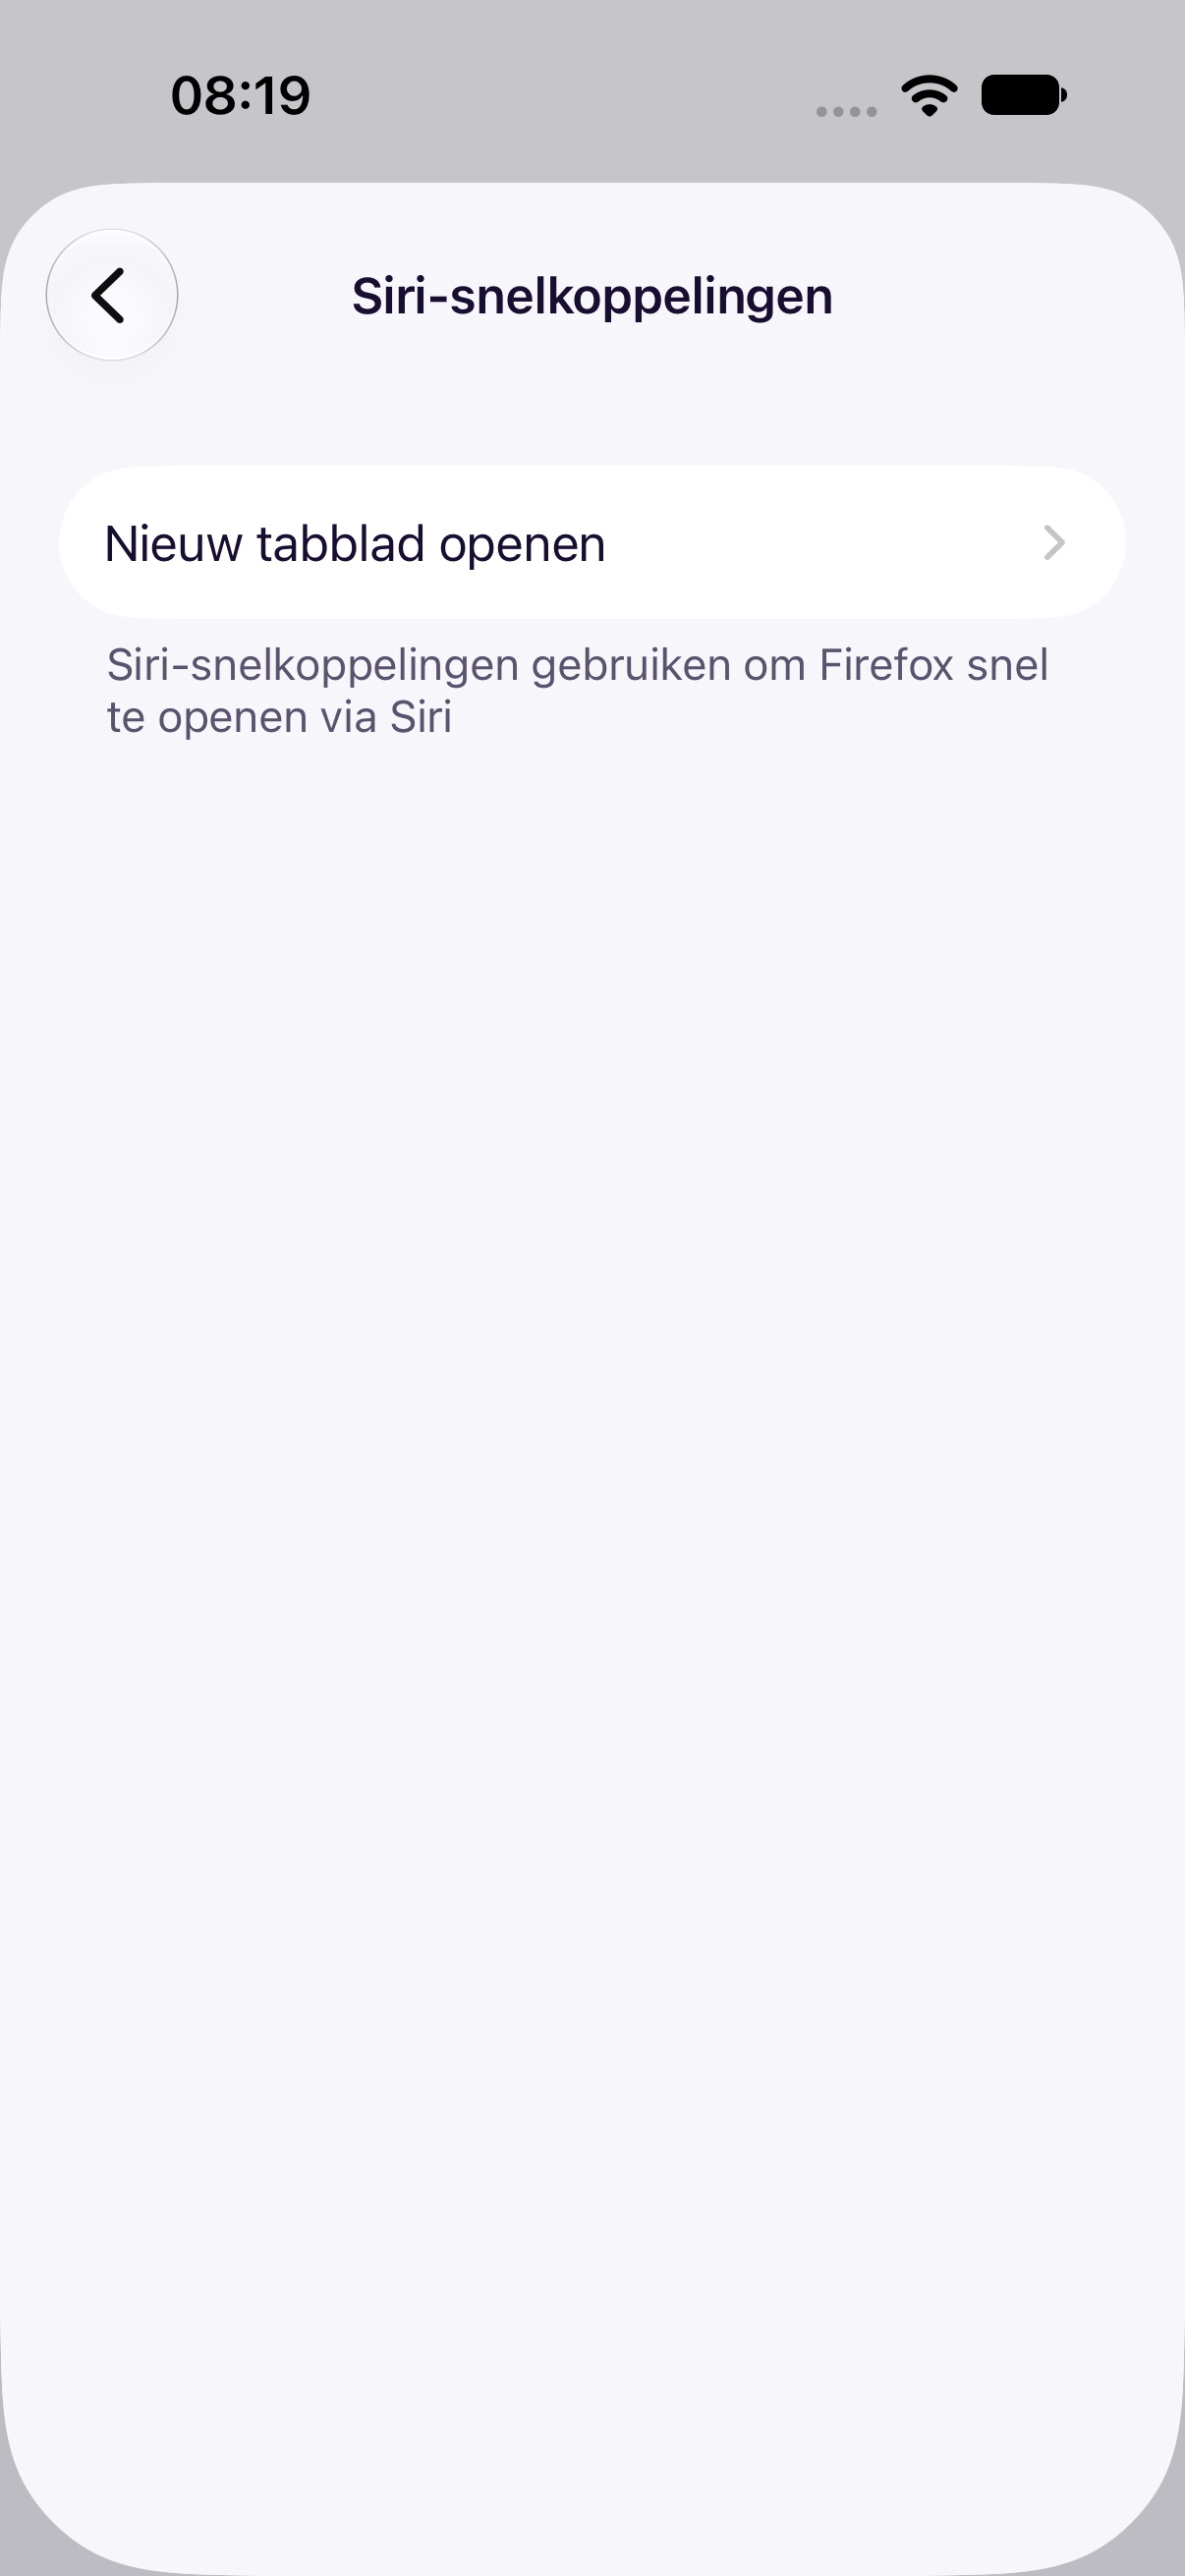 08:19
Siri-snelkoppelingen
Nieuw tabblad openen
Siri-snelkoppelingen gebruiken om Firefox snel
te openen via Siri